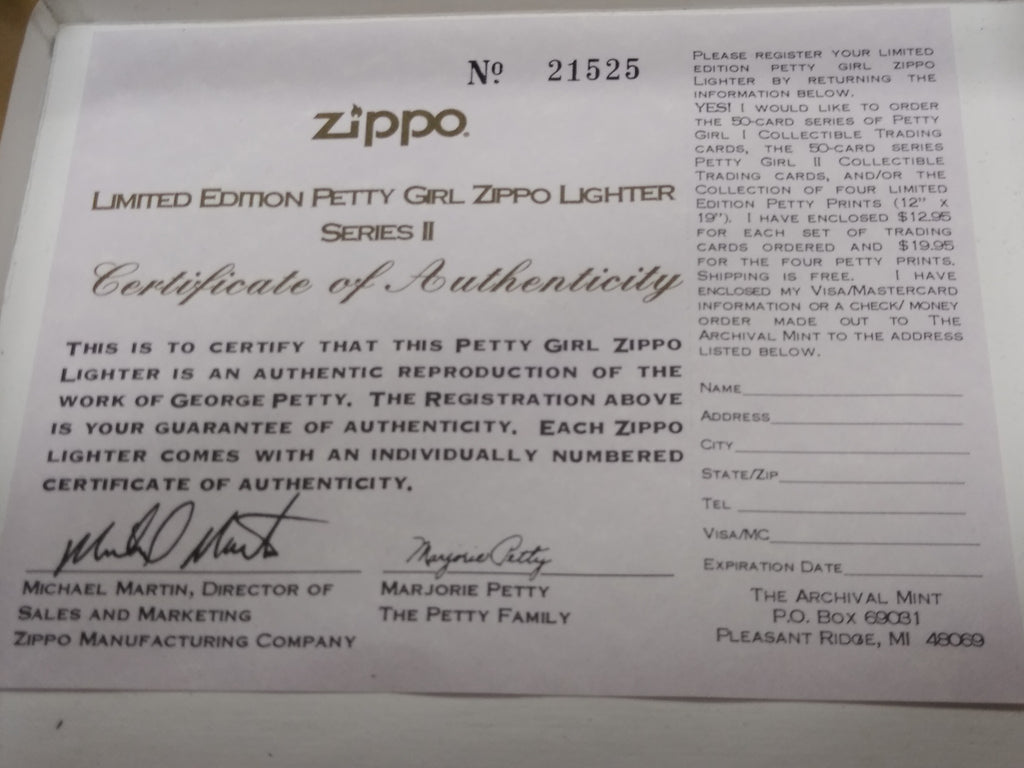 Nº 21525
zippo.
LIMITED EDITION PETTY GIRL ZIPPO LIGHTER
SERIES II
Certificate of Authenticity
THIS IS TO CERTIFY THAT THIS PETTY GIRL ZIPPO
LIGHTER IS AN AUTHENTIC REPRODUCTION OF THE
WORK OF GEORGE PETTY. THE REGISTRATION ABOVE
IS YOUR GUARANTEE OF AUTHENTICITY. EACH ZIPPO
LIGHTER COMES WITH AN INDIVIDUALLY NUMBERED
CERTIFICATE OF AUTHENTICITY.
Marjorie Petty
MICHAEL MARTIN, DIRECTOR OF
SALES AND MARKETING
ZIPPO MANUFACTURING COMPANY
MARJORIE PETTY
THE PETTY FAMILY
PLEASE REGISTER YOUR LIMITED
EDITION PETTY GIRL ZIPPO
LIGHTER BY RETURNING THE
INFORMATION BELOW.
YES! I WOULD LIKE TO ORDER
THE 50-CARD SERIES OF PETTY
GIRL I COLLECTIBLE TRADING
CARDS, THE 50-CARD SERIES
PETTY GIRL II COLLECTIBLE
TRADING CARDS, AND/OR THE
COLLECTION OF FOUR LIMITED
EDITION PETTY PRINTS (12" X
19"). I HAVE ENCLOSED $12.95
FOR EACH SET OF TRADING
CARDS ORDERED AND $19.95
FOR THE FOUR PETTY PRINTS.
SHIPPING IS FREE. I HAVE
ENCLOSED MY VISA/MASTERCARD
INFORMATION OR A CHECK/ MONEY
ORDER MADE OUT TO THE
ARCHIVAL MINT TO THE ADDRESS
LISTED BELOW.
NAME
ADDRESS
CITY
STATE/ZIP
TEL
VISA/MC
EXPIRATION DATE
THE ARCHIVAL MINT
P.O. BOX 69031
PLEASANT RIDGE, MI 48069